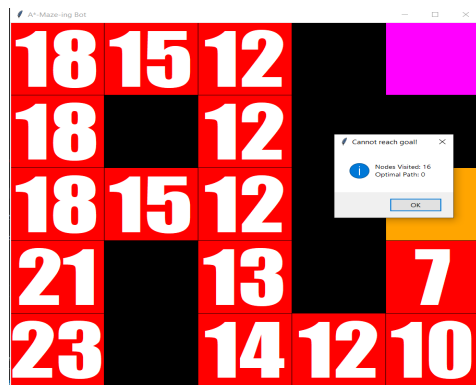 A*-Maze-ing Bot
18 15 12
18 12
Cannot reach goal!
Nodes Visited: 16
Optimal Path: 0
OK
18 15 12
21 13 7
23 14 12 10